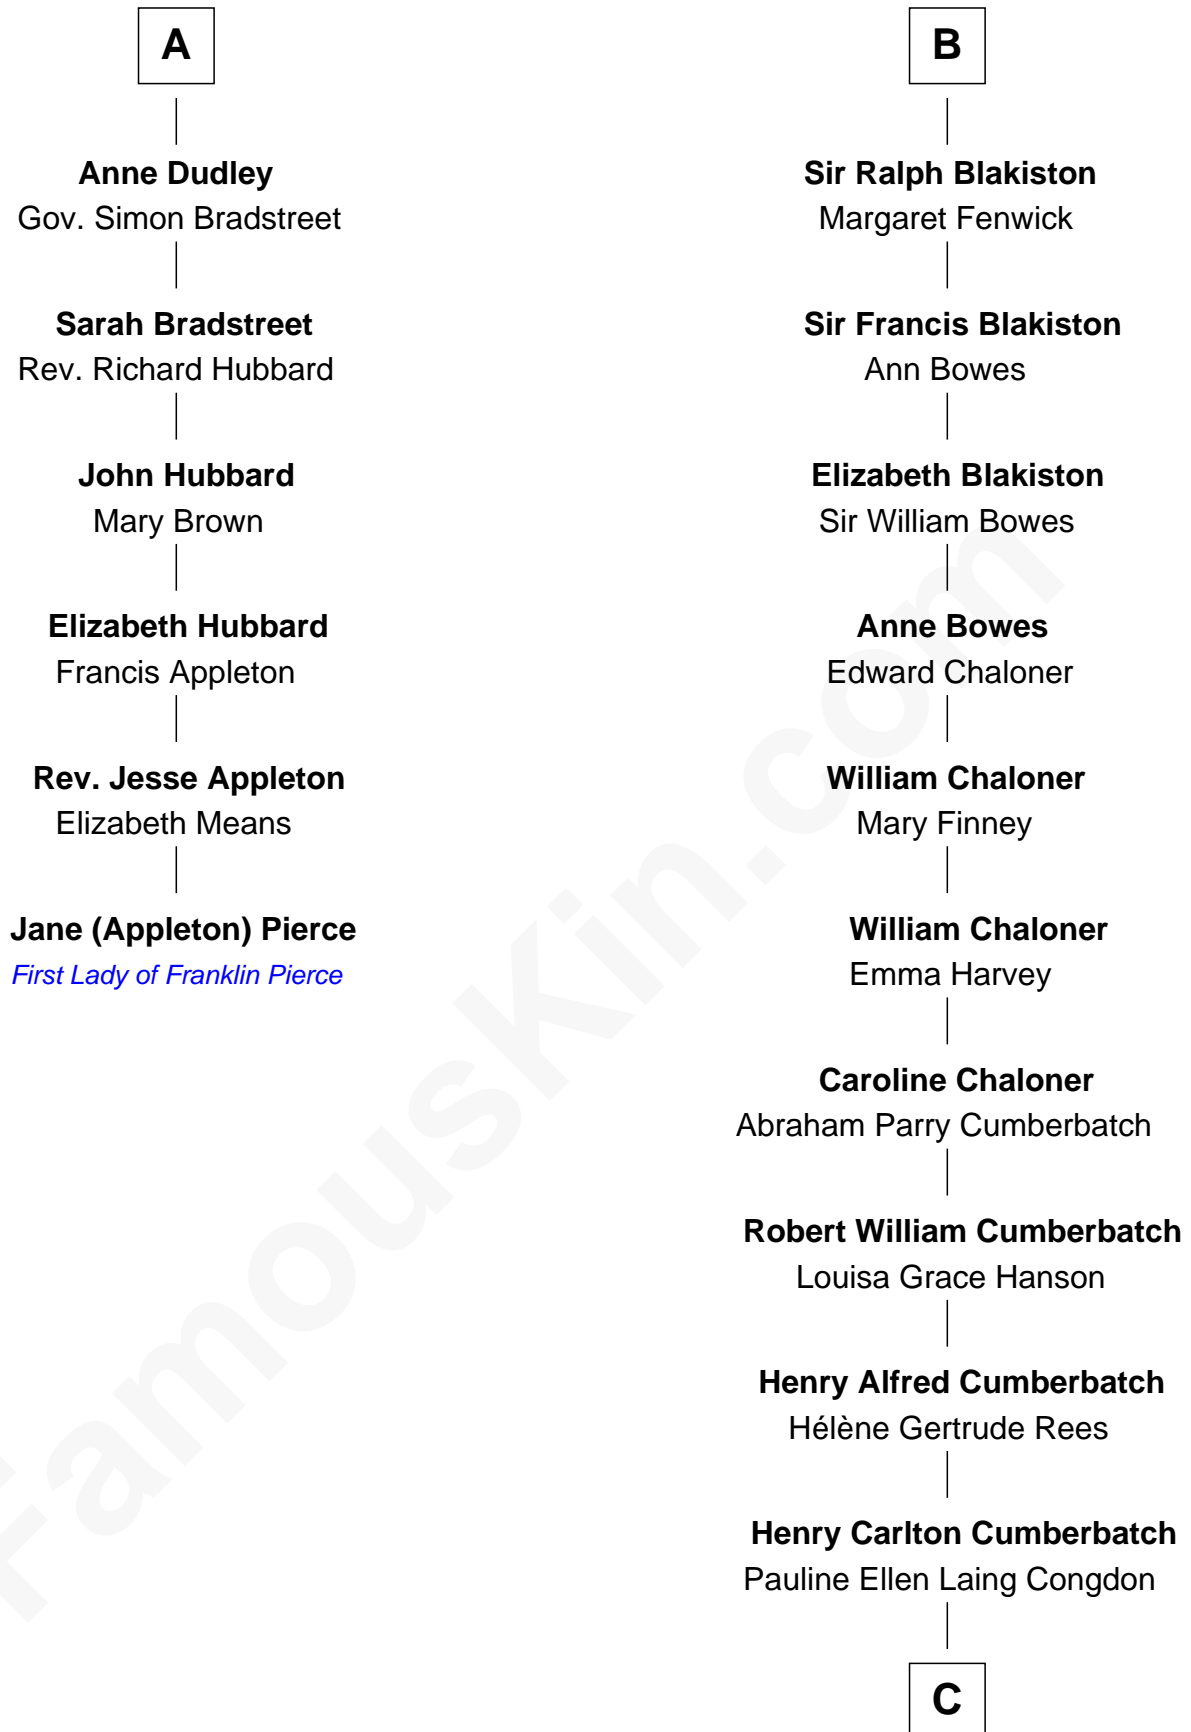 A
Anne Dudley
Gov. Simon Bradstreet
Sarah Bradstreet
Rev. Richard Hubbard
John Hubbard
Mary Brown
Elizabeth Hubbard
Francis Appleton
Rev. Jesse Appleton
Elizabeth Means
Jane (Appleton) Pierce
First Lady of Franklin Pierce
B
Sir Ralph Blakiston
Margaret Fenwick
Sir Francis Blakiston
Ann Bowes
Elizabeth Blakiston
Sir William Bowes
Anne Bowes
Edward Chaloner
William Chaloner
Mary Finney
William Chaloner
Emma Harvey
Caroline Chaloner
Abraham Parry Cumberbatch
Robert William Cumberbatch
Louisa Grace Hanson
Henry Alfred Cumberbatch
Hélène Gertrude Rees
Henry Carlton Cumberbatch
Pauline Ellen Laing Congdon
C
FamousKin.com